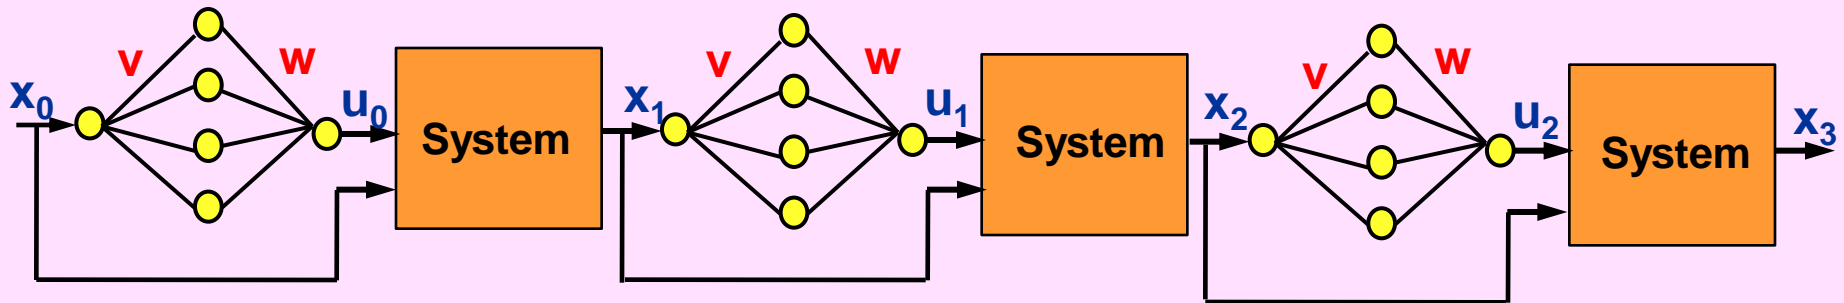 x₀ v w u₀ System x₁ v w u₁ System x₂ v w u₂ System x₃